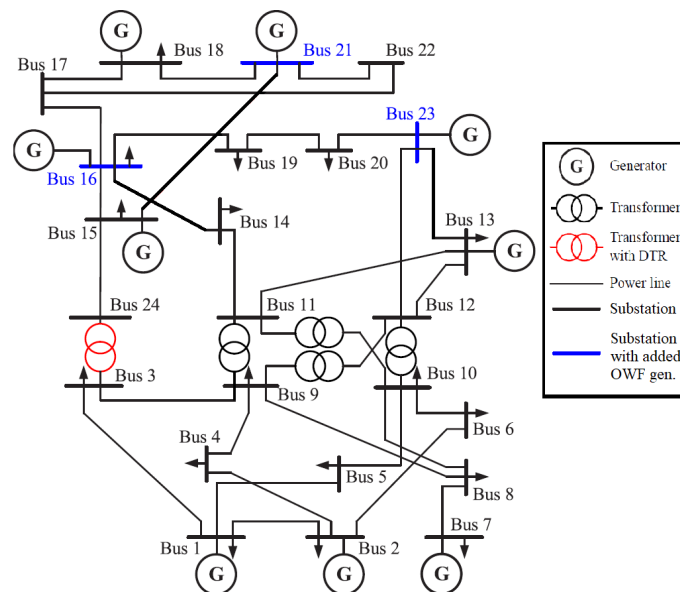 G
G
Bus 18
Bus 21
Bus 22
Bus 17
Bus 23
G
G
Bus 19
Bus 20
Bus 16
Bus 14
Bus 13
Bus 15
G
G
Bus 24
Bus 11
Bus 12
Bus 3
Bus 9
Bus 10
Bus 4
Bus 6
Bus 5
Bus 8
Bus 1
Bus 2
Bus 7
G
G
G
G
Generator
Transformer
Transformer
with DTR
Power line
Substation
Substation
with added
OWF gen.